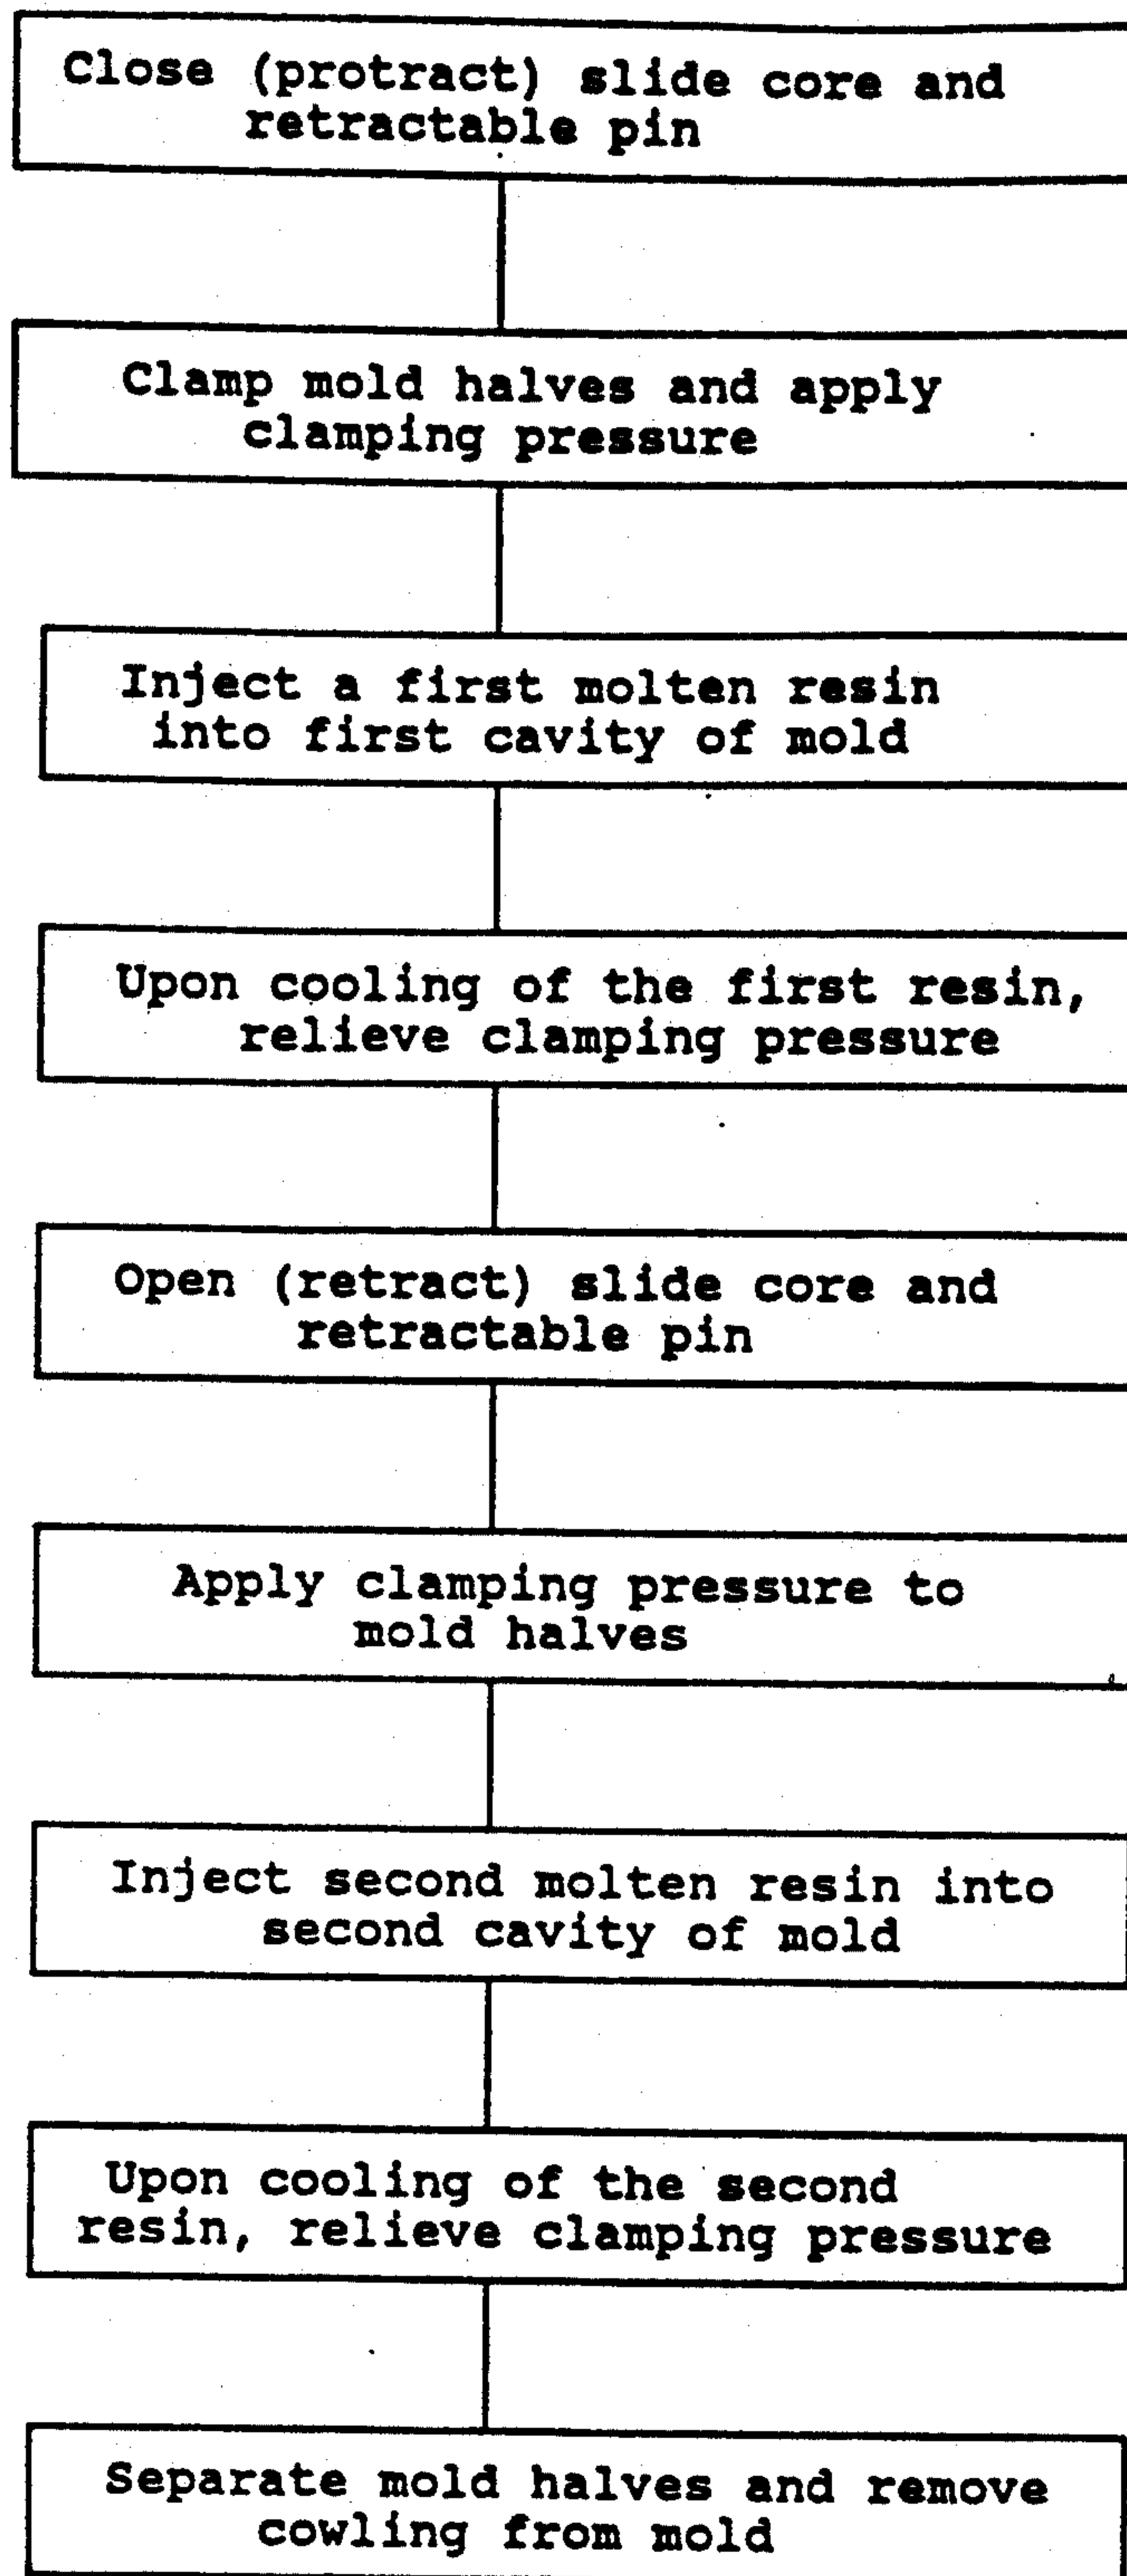 Close (protract) slide core and
retractable pin
Clamp mold halves and apply
clamping pressure
Inject a first molten resin
into first cavity of mold
Upon cooling of the first resin,
relieve clamping pressure
Open (retract) slide core and
retractable pin
Apply clamping pressure to
mold halves
Inject second molten resin into
second cavity of mold
Upon cooling of the second
resin, relieve clamping pressure
Separate mold halves and remove
cowling from mold